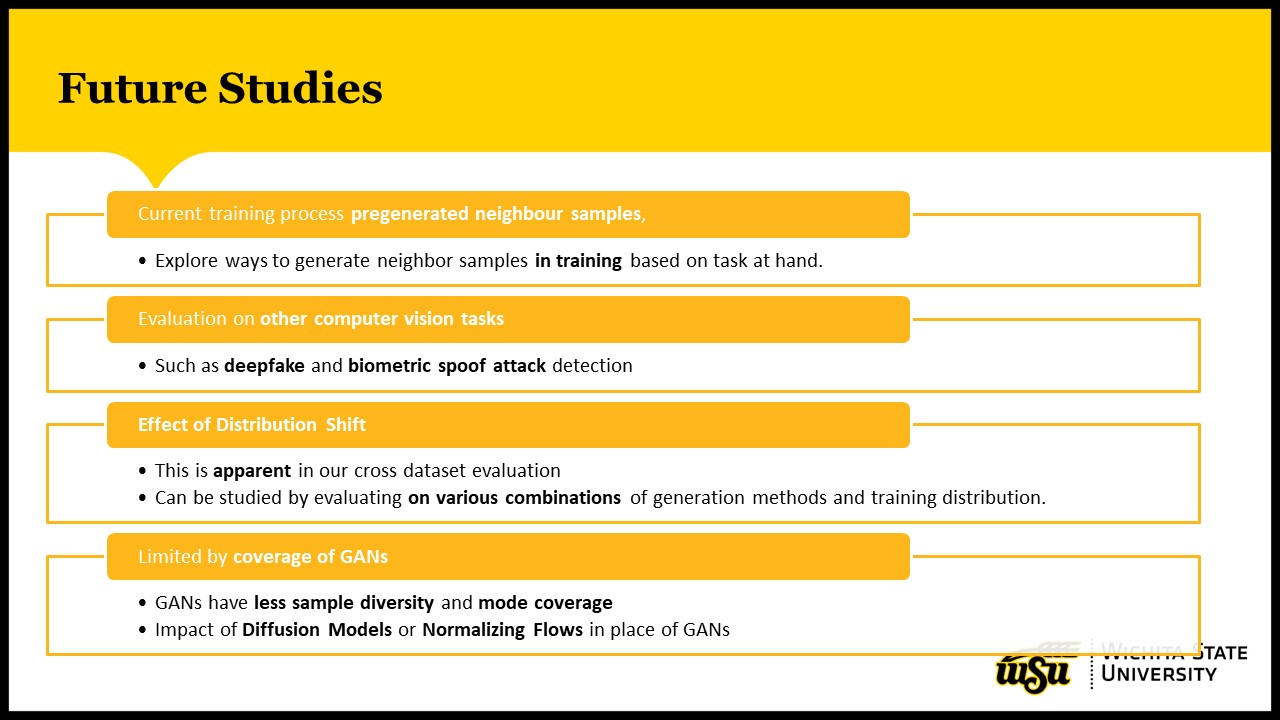 Future Studies
Current training process pregenerated neighbour samples,
• Explore ways to generate neighbor samples in training based on task at hand.
Evaluation on other computer vision tasks
• Such as deepfake and biometric spoof attack detection
Effect of Distribution Shift
• This is apparent in our cross dataset evaluation
• Can be studied by evaluating on various combinations of generation methods and training distribution.
Limited by coverage of GANs
• GANs have less sample diversity and mode coverage
• Impact of Diffusion Models or Normalizing Flows in place of GANs
WSU
WICHITA STATE
UNIVERSITY